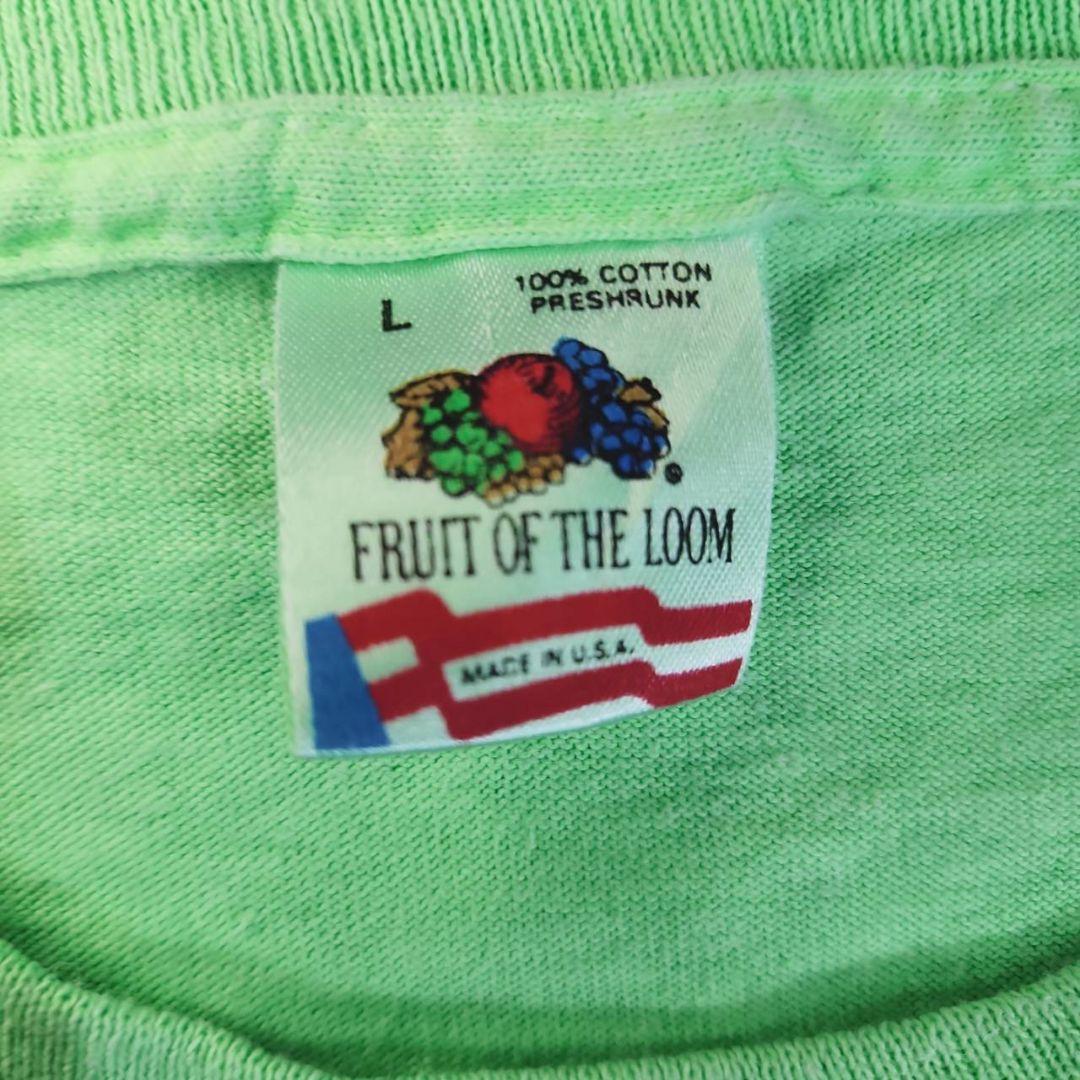 L
100% COTTON
PRESHRUNK
®
FRUIT OF THE LOOM
MADE IN U.S.A.